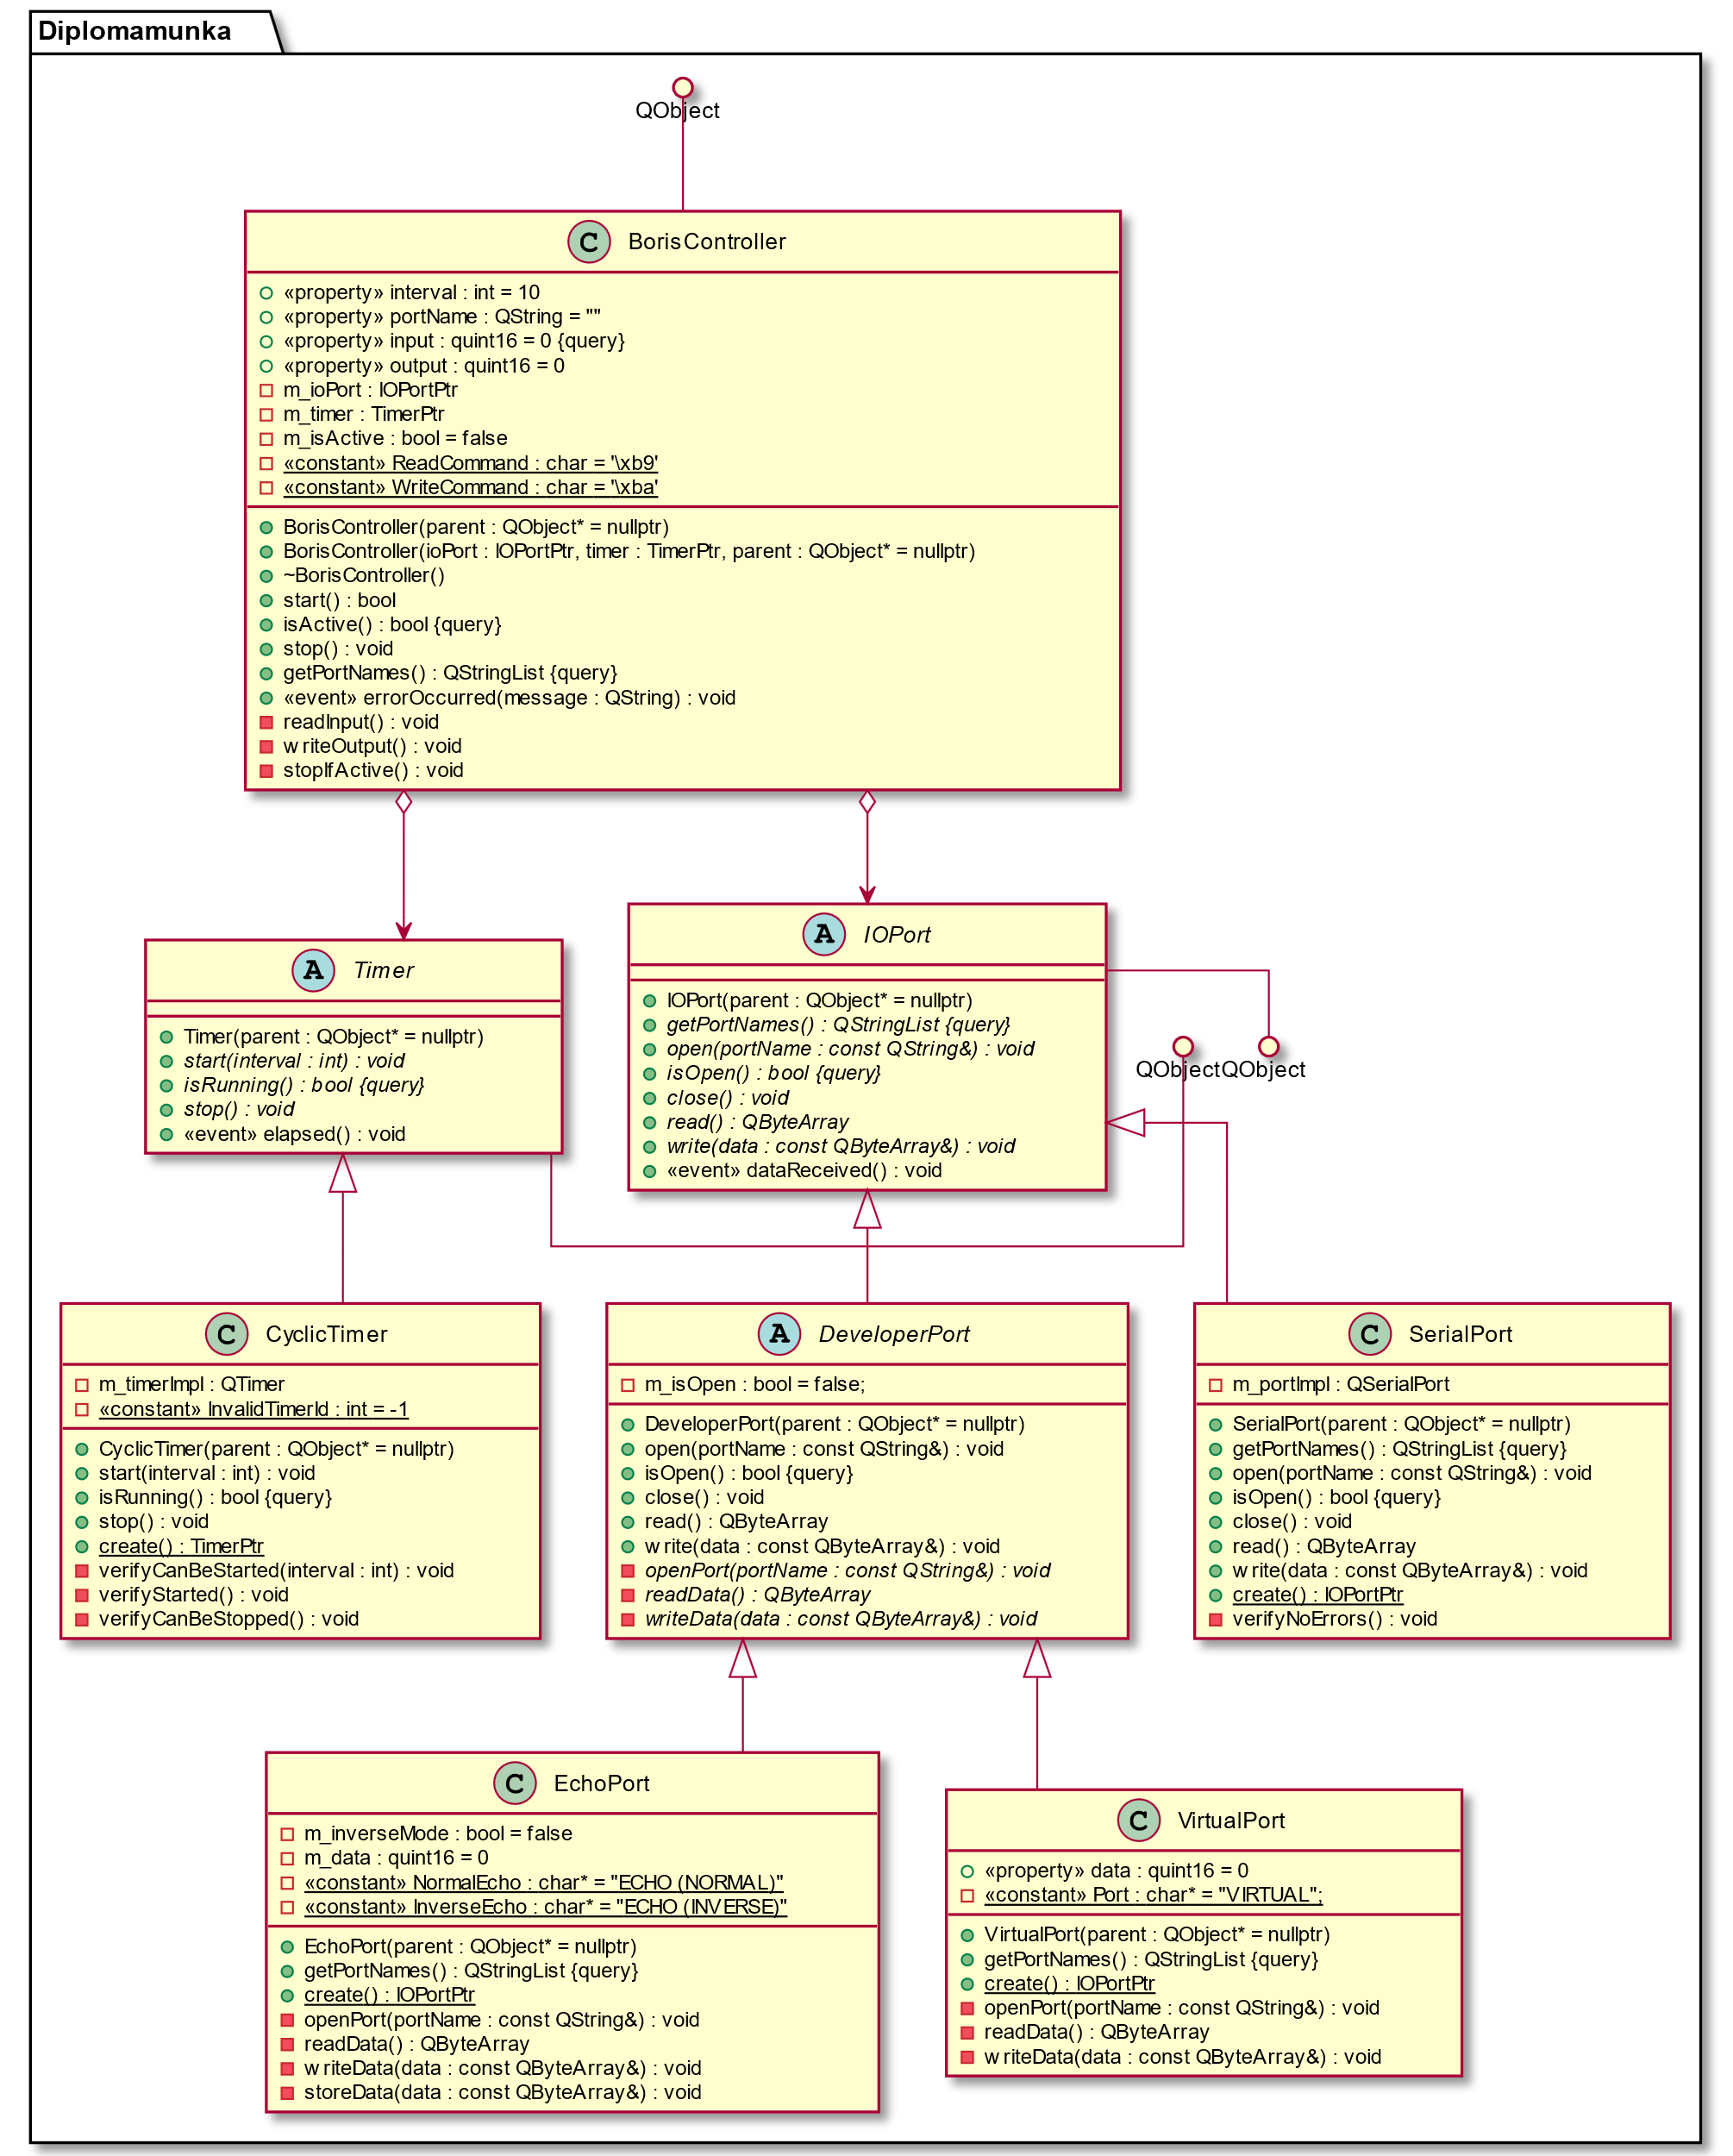 Diplomamunka
QObject
C BorisController
«property» interval : int = 10
«property» portName : QString = ""
«property» input : quint16 = 0 {query}
«property» output : quint16 = 0
m_ioPort : IOPortPtr
m_timer : TimerPtr
m_isActive : bool = false
«constant» ReadCommand : char = '\xb9'
«constant» WriteCommand : char = '\xba'
BorisController(parent : QObject* = nullptr)
BorisController(ioPort : IOPortPtr, timer : TimerPtr, parent : QObject* = nullptr)
~BorisController()
start() : bool
isActive() : bool {query}
stop() : void
getPortNames() : QStringList {query}
«event» errorOccurred(message : QString) : void
readInput() : void
writeOutput() : void
stopIfActive() : void
A Timer
Timer(parent : QObject* = nullptr)
start(interval : int) : void
isRunning() : bool {query}
stop() : void
«event» elapsed() : void
A IOPort
IOPort(parent : QObject* = nullptr)
getPortNames() : QStringList {query}
open(portName : const QString&) : void
isOpen() : bool {query}
close() : void
read() : QByteArray
write(data : const QByteArray&) : void
«event» dataReceived() : void
QObject
QObject
C CyclicTimer
m_timerImpl : QTimer
«constant» InvalidTimerId : int = -1
CyclicTimer(parent : QObject* = nullptr)
start(interval : int) : void
isRunning() : bool {query}
stop() : void
create() : TimerPtr
verifyCanBeStarted(interval : int) : void
verifyStarted() : void
verifyCanBeStopped() : void
A DeveloperPort
m_isOpen : bool = false;
DeveloperPort(parent : QObject* = nullptr)
open(portName : const QString&) : void
isOpen() : bool {query}
close() : void
read() : QByteArray
write(data : const QByteArray&) : void
openPort(portName : const QString&) : void
readData() : QByteArray
writeData(data : const QByteArray&) : void
C SerialPort
m_portImpl : QSerialPort
SerialPort(parent : QObject* = nullptr)
getPortNames() : QStringList {query}
open(portName : const QString&) : void
isOpen() : bool {query}
close() : void
read() : QByteArray
write(data : const QByteArray&) : void
create() : IOPortPtr
verifyNoErrors() : void
C EchoPort
m_inverseMode : bool = false
m_data : quint16 = 0
«constant» NormalEcho : char* = "ECHO (NORMAL)"
«constant» InverseEcho : char* = "ECHO (INVERSE)"
EchoPort(parent : QObject* = nullptr)
getPortNames() : QStringList {query}
create() : IOPortPtr
openPort(portName : const QString&) : void
readData() : QByteArray
writeData(data : const QByteArray&) : void
storeData(data : const QByteArray&) : void
C VirtualPort
«property» data : quint16 = 0
«constant» Port : char* = "VIRTUAL";
VirtualPort(parent : QObject* = nullptr)
getPortNames() : QStringList {query}
create() : IOPortPtr
openPort(portName : const QString&) : void
readData() : QByteArray
writeData(data : const QByteArray&) : void